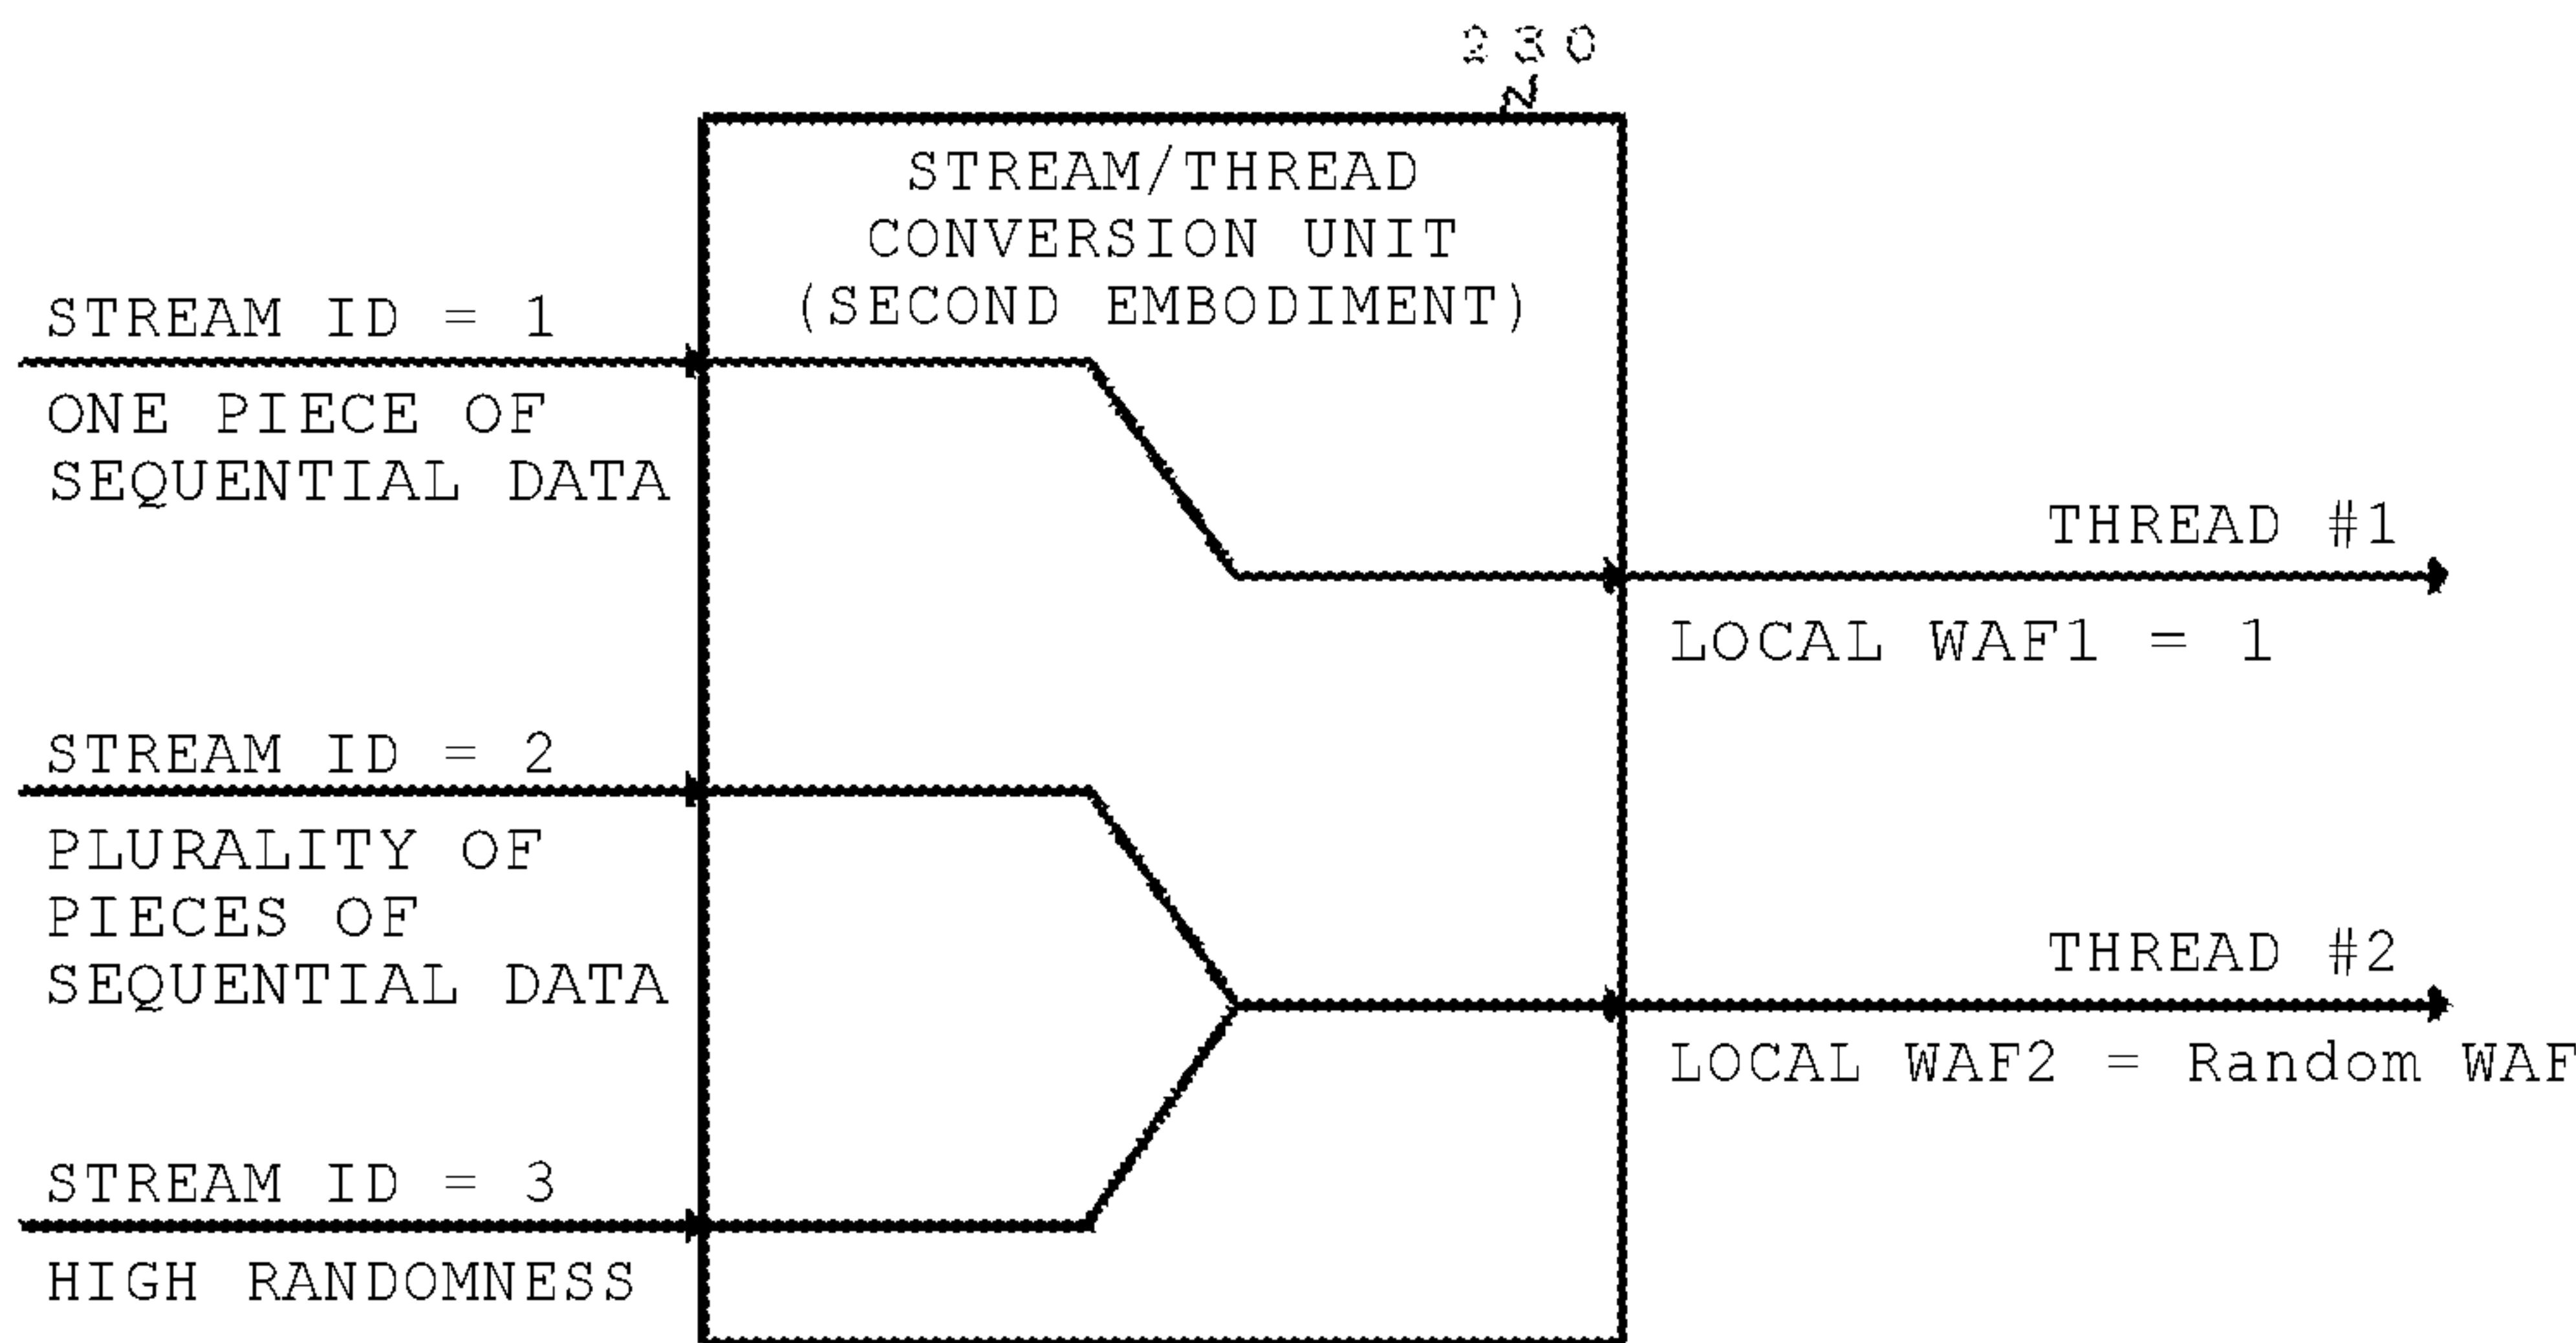 230
STREAM/THREAD
CONVERSION UNIT
(SECOND EMBODIMENT)
STREAM ID = 1
ONE PIECE OF
SEQUENTIAL DATA
THREAD #1
LOCAL WAF1 = 1
STREAM ID = 2
PLURALITY OF
PIECES OF
SEQUENTIAL DATA
THREAD #2
LOCAL WAF2 = Random WAF
STREAM ID = 3
HIGH RANDOMNESS